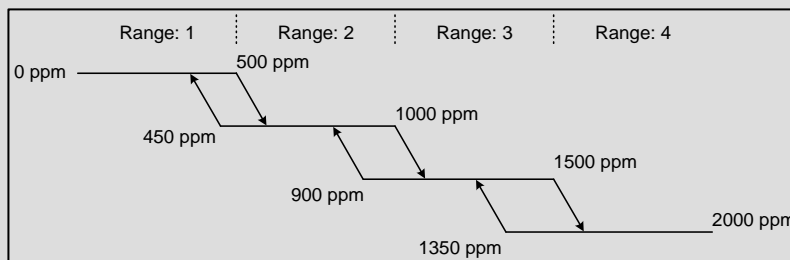 Range: 1 Range: 2 Range: 3 Range: 4
0 ppm
500 ppm
450 ppm
1000 ppm
900 ppm
1500 ppm
1350 ppm
2000 ppm